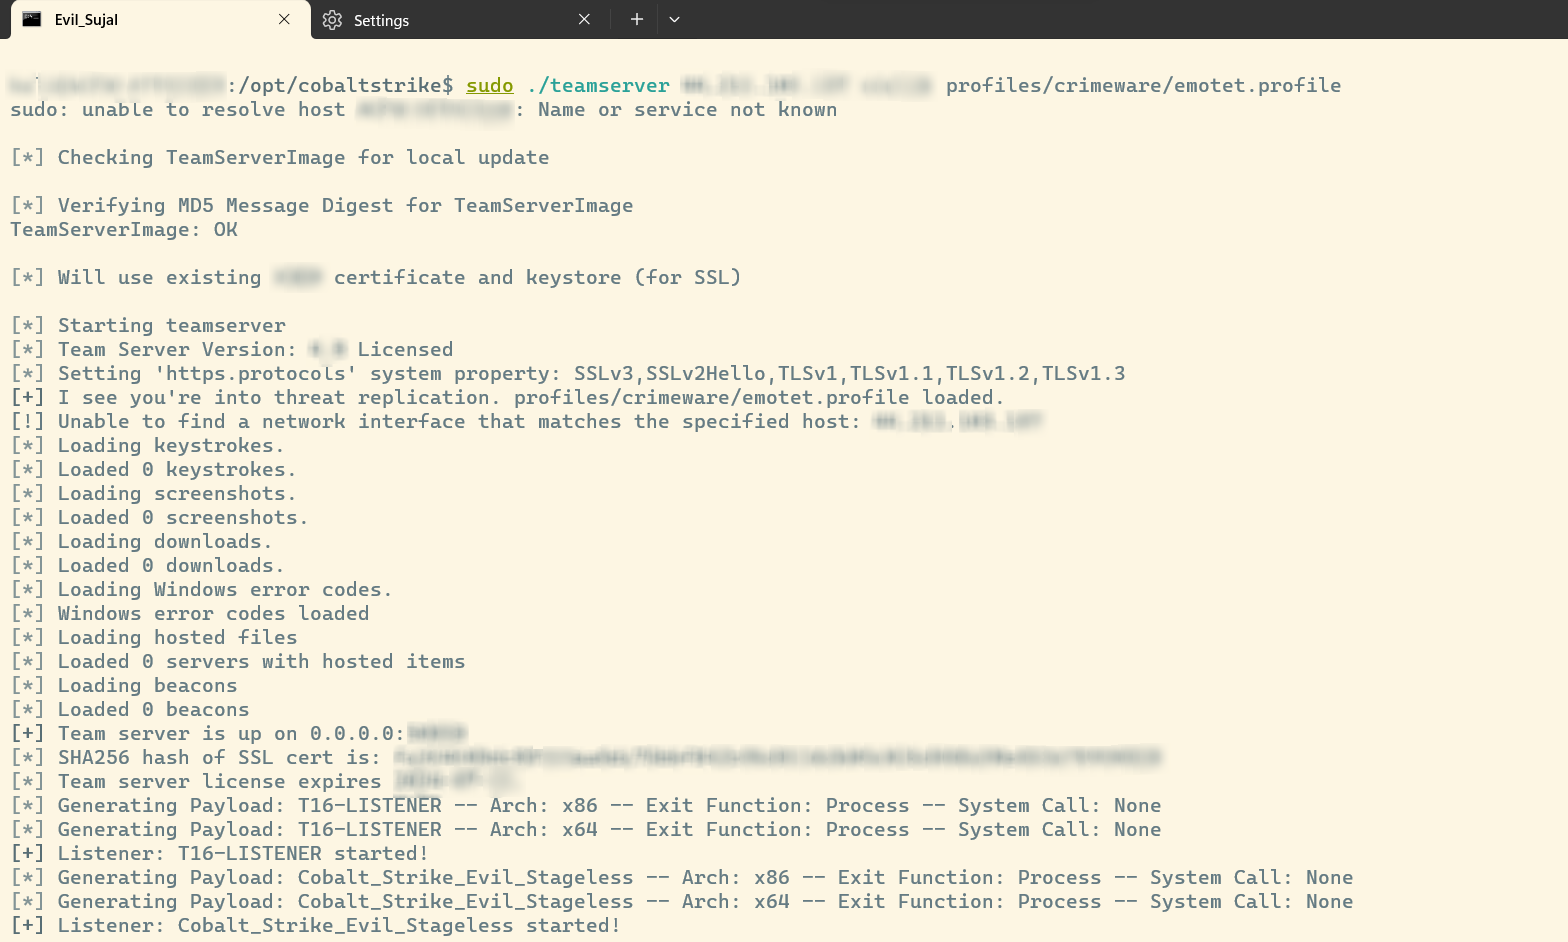 Evil_Sujal
Settings
:/opt/cobaltstrike$ sudo ./teamserver profiles/crimeware/emotet.profile
sudo: unable to resolve host : Name or service not known
[*] Checking TeamServerImage for local update
[*] Verifying MD5 Message Digest for TeamServerImage
TeamServerImage: OK
[*] Will use existing certificate and keystore (for SSL)
[*] Starting teamserver
[*] Team Server Version: Licensed
[*] Setting 'https.protocols' system property: SSLv3,SSLv2Hello,TLSv1,TLSv1.1,TLSv1.2,TLSv1.3
[+] I see you're into threat replication. profiles/crimeware/emotet.profile loaded.
[!] Unable to find a network interface that matches the specified host:
[*] Loading keystrokes.
[*] Loaded 0 keystrokes.
[*] Loading screenshots.
[*] Loaded 0 screenshots.
[*] Loading downloads.
[*] Loaded 0 downloads.
[*] Loading Windows error codes.
[*] Windows error codes loaded
[*] Loading hosted files
[*] Loaded 0 servers with hosted items
[*] Loading beacons
[*] Loaded 0 beacons
[+] Team server is up on 0.0.0.0:
[*] SHA256 hash of SSL cert is:
[*] Team server license expires
[*] Generating Payload: T16-LISTENER -- Arch: x86 -- Exit Function: Process -- System Call: None
[*] Generating Payload: T16-LISTENER -- Arch: x64 -- Exit Function: Process -- System Call: None
[+] Listener: T16-LISTENER started!
[*] Generating Payload: Cobalt_Strike_Evil_Stageless -- Arch: x86 -- Exit Function: Process -- System Call: None
[*] Generating Payload: Cobalt_Strike_Evil_Stageless -- Arch: x64 -- Exit Function: Process -- System Call: None
[+] Listener: Cobalt_Strike_Evil_Stageless started!